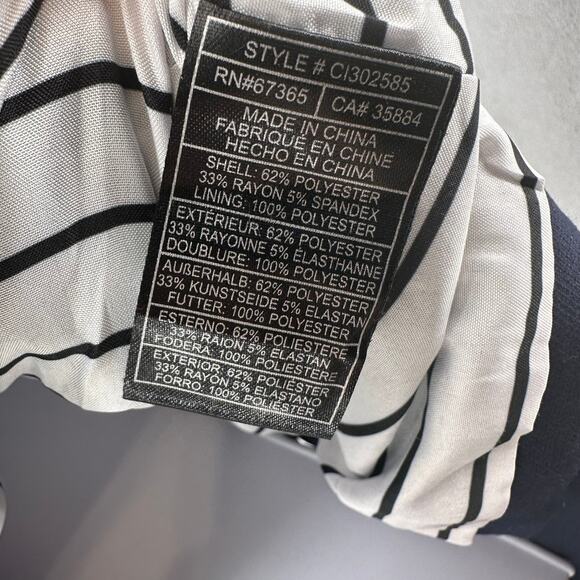 STYLE # CI302585
RN#67365 CA# 35884
MADE IN CHINA
FABRIQUÉ EN CHINE
HECHO EN CHINA
SHELL: 62% POLYESTER
33% RAYON 5% SPANDEX
LINING: 100% POLYESTER
EXTÉRIEUR: 62% POLYESTER
33% RAYONNE 5% ÉLASTHANNE
DOUBLURE: 100% POLYESTER
AUßERHALB: 62% POLYESTER
33% KUNSTSEIDE 5% ELASTAN
FUTTER: 100% POLYESTER
ESTERNO: 62% POLIESTERE
33% RAION 5% ELASTAN
FODERA: 100% POLIESTERE
EXTERIOR: 62% POLIÉSTER
33% RAYON 5% ELASTANO
FORRO: 100% POLIESTER